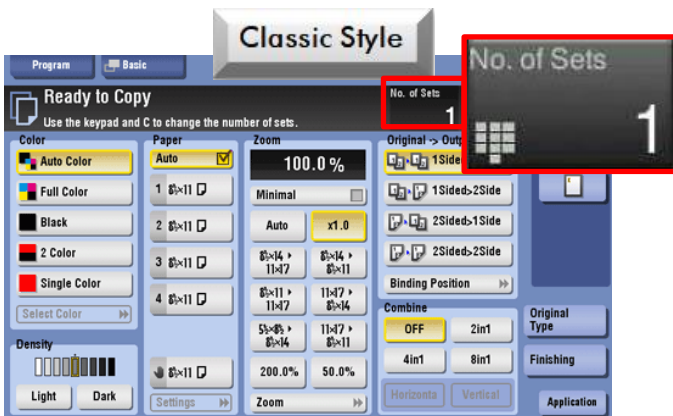 Classic Style
Program
Basic
No. of Sets
1
Ready to Copy
Use the keypad and C to change the number of sets.
No. of Sets
1
Color
Auto Color
Full Color
Black
2 Color
Single Color
Select Color
Density
Light
Dark
Paper
Auto
1 8½×11
2 8½×11
3 8½×11
4 8½×11
8½×11
Settings
Zoom
100.0 %
Minimal
Auto
x1.0
8½×14 ▸
11×17
8½×14 ▸
8½×11
8½×11 ▸
11×17
11×17 ▸
8½×14
5½×8½ ▸
8½×14
11×17 ▸
8½×11
200.0%
50.0%
Zoom
Original -> Outp
1Side
1Sided>2Side
2Sided>1Side
2Sided>2Side
Binding Position
Combine
OFF
2in1
4in1
8in1
Horizonta
Vertical
Original
Type
Finishing
Application